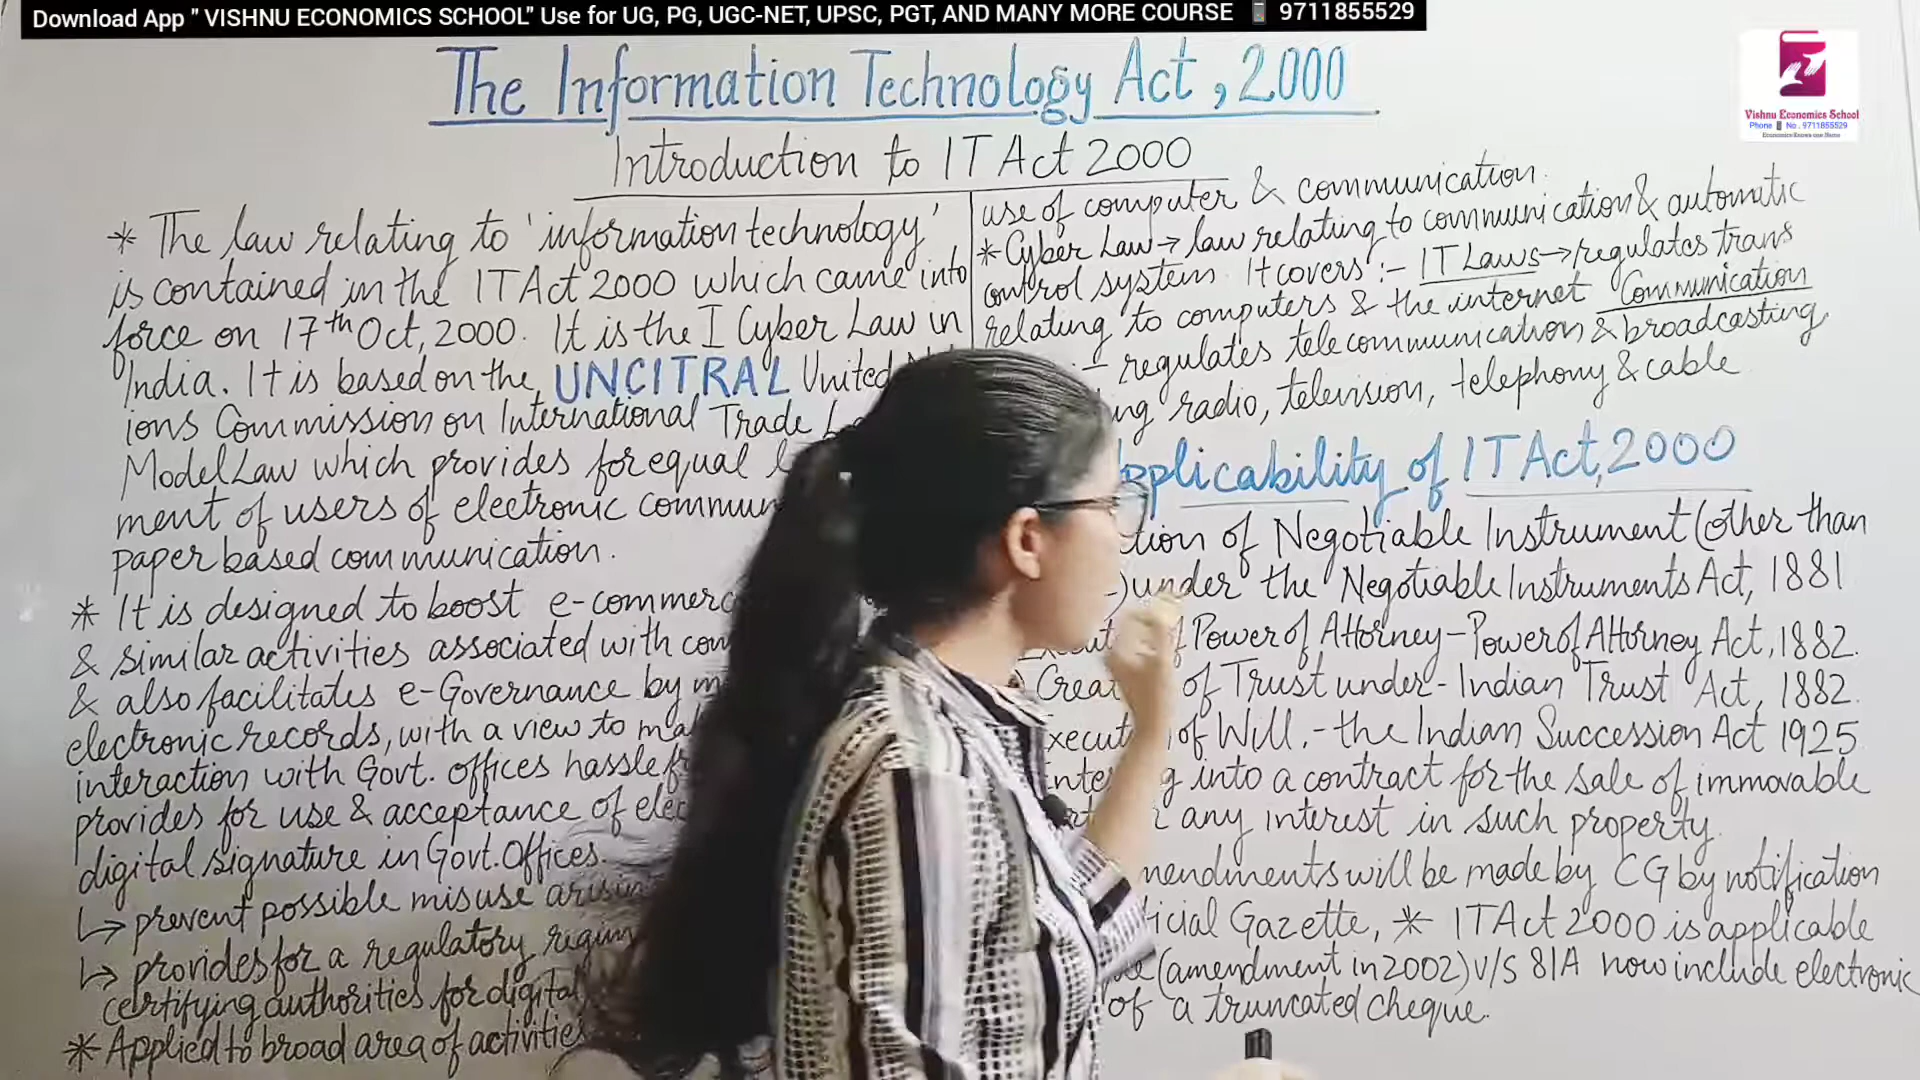 Download App " VISHNU ECONOMICS SCHOOL" Use for UG, PG, UGC-NET, UPSC, PGT, AND MANY MORE COURSE 9711855529
The Information Technology Act, 2000
Vishnu Economics School
Phone No. 9711855529
Introduction to IT Act 2000
* The law relating to 'information technology'
is contained in the IT Act 2000 which came into
force on 17th Oct, 2000. It is the I Cyber Law in
India. It is based on the UNCITRAL United
ions Commission on International Trade
Model Law which provides for equal
ment of users of electronic commun
paper based communication.
* It is designed to boost e-commerc
& similar activities associated with com
& also facilitates e-Governance by m
electronic records, with a view to ma
interaction with Govt. offices hasslef
provides for use & acceptance of elec
digital signature in Govt. Offices.
↳ prevent possible misuse arisin
↳ provides for a regulatory regim
certifying authorities for digital
* Applied to broad area of activities
use of computer & communication.
* Cyber Law → law relating to communication & automatic
control system. It covers :- IT Laws → regulates trans
relating to computers & the internet Communication
– regulates telecommunication & broadcasting
ng radio, television, telephony & cable
pplicability of IT Act, 2000
tion of Negotiable Instrument (other than
) under the Negotiable Instruments Act, 1881
f Power of Attorney – Power of Attorney Act, 1882.
Creat of Trust under - Indian Trust Act, 1882.
xecut of Will. - the Indian Succession Act 1925
nte g into a contract for the sale of immovable
any interest in such property.
mendments will be made by CG by notification
icial Gazette, * IT Act 2000 is applicable
(amendment in 2002) v/s 81A now include electronic
of a truncated cheque.